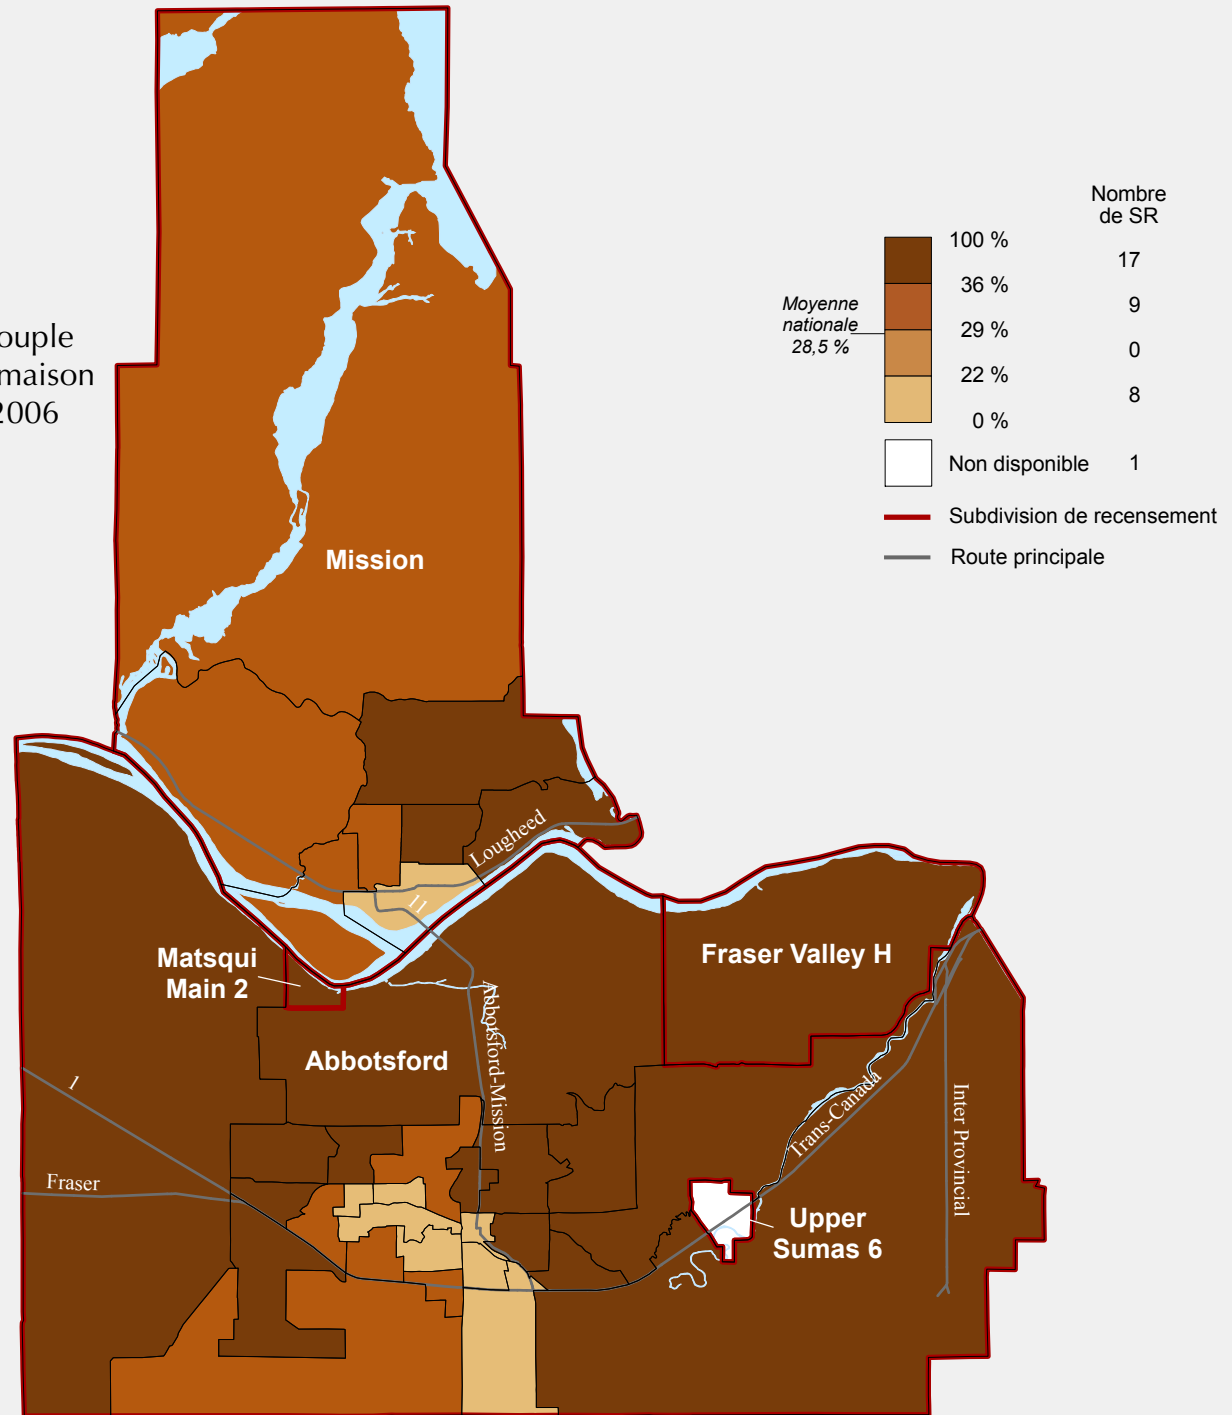 ouple
maison
2006
Nombre
de SR
100 %
17
36 %
9
Moyenne
nationale
28,5 %
29 %
0
22 %
8
0 %
Non disponible 1
Subdivision de recensement
Route principale
Mission
Lougheed
11
Matsqui
Main 2
Fraser Valley H
Abbotsford
Abbotsford-Mission
1
Trans-Canada
Inter Provincial
Fraser
Upper
Sumas 6